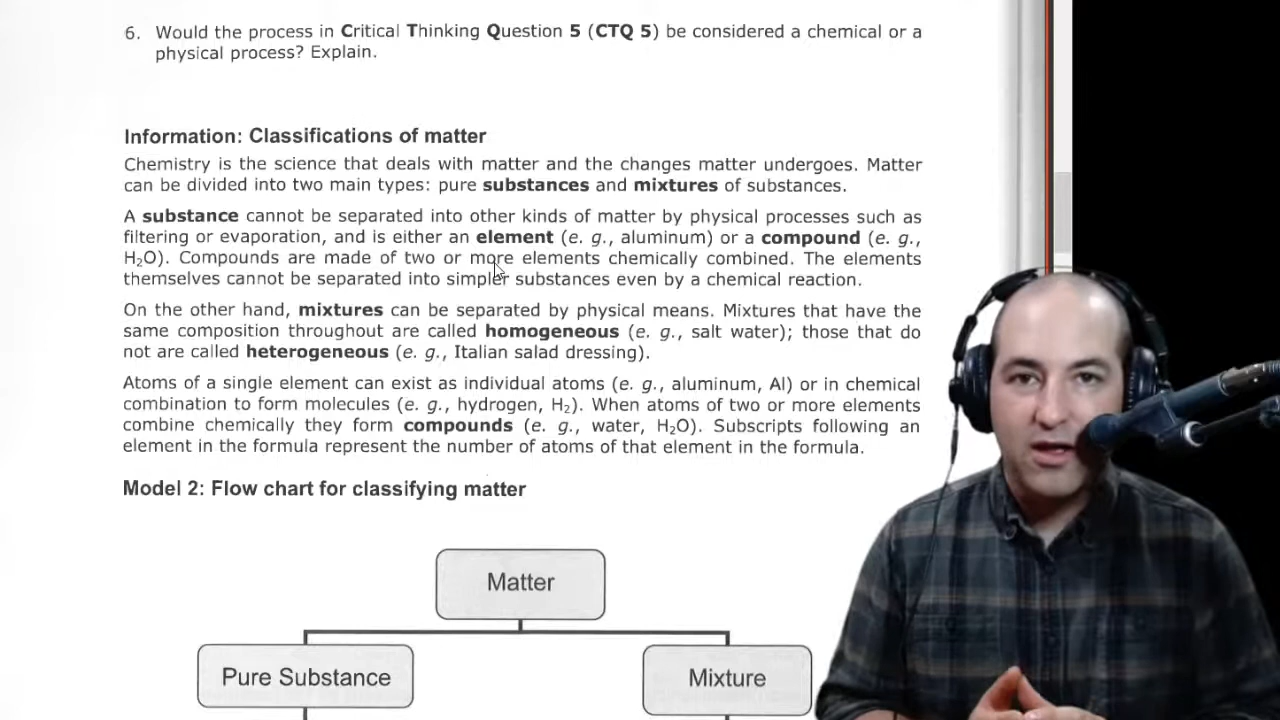 6. Would the process in Critical Thinking Question 5 (CTQ 5) be considered a chemical or a
physical process? Explain.
Information: Classifications of matter
Chemistry is the science that deals with matter and the changes matter undergoes. Matter
can be divided into two main types: pure substances and mixtures of substances.
A substance cannot be separated into other kinds of matter by physical processes such as
filtering or evaporation, and is either an element (e. g., aluminum) or a compound (e. g.,
H₂O). Compounds are made of two or more elements chemically combined. The elements
themselves cannot be separated into simpler substances even by a chemical reaction.
On the other hand, mixtures can be separated by physical means. Mixtures that have the
same composition throughout are called homogeneous (e. g., salt water); those that do
not are called heterogeneous (e. g., Italian salad dressing).
Atoms of a single element can exist as individual atoms (e. g., aluminum, Al) or in chemical
combination to form molecules (e. g., hydrogen, H₂). When atoms of two or more elements
combine chemically they form compounds (e. g., water, H₂O). Subscripts following an
element in the formula represent the number of atoms of that element in the formula.
Model 2: Flow chart for classifying matter
Matter
Pure Substance
Mixture